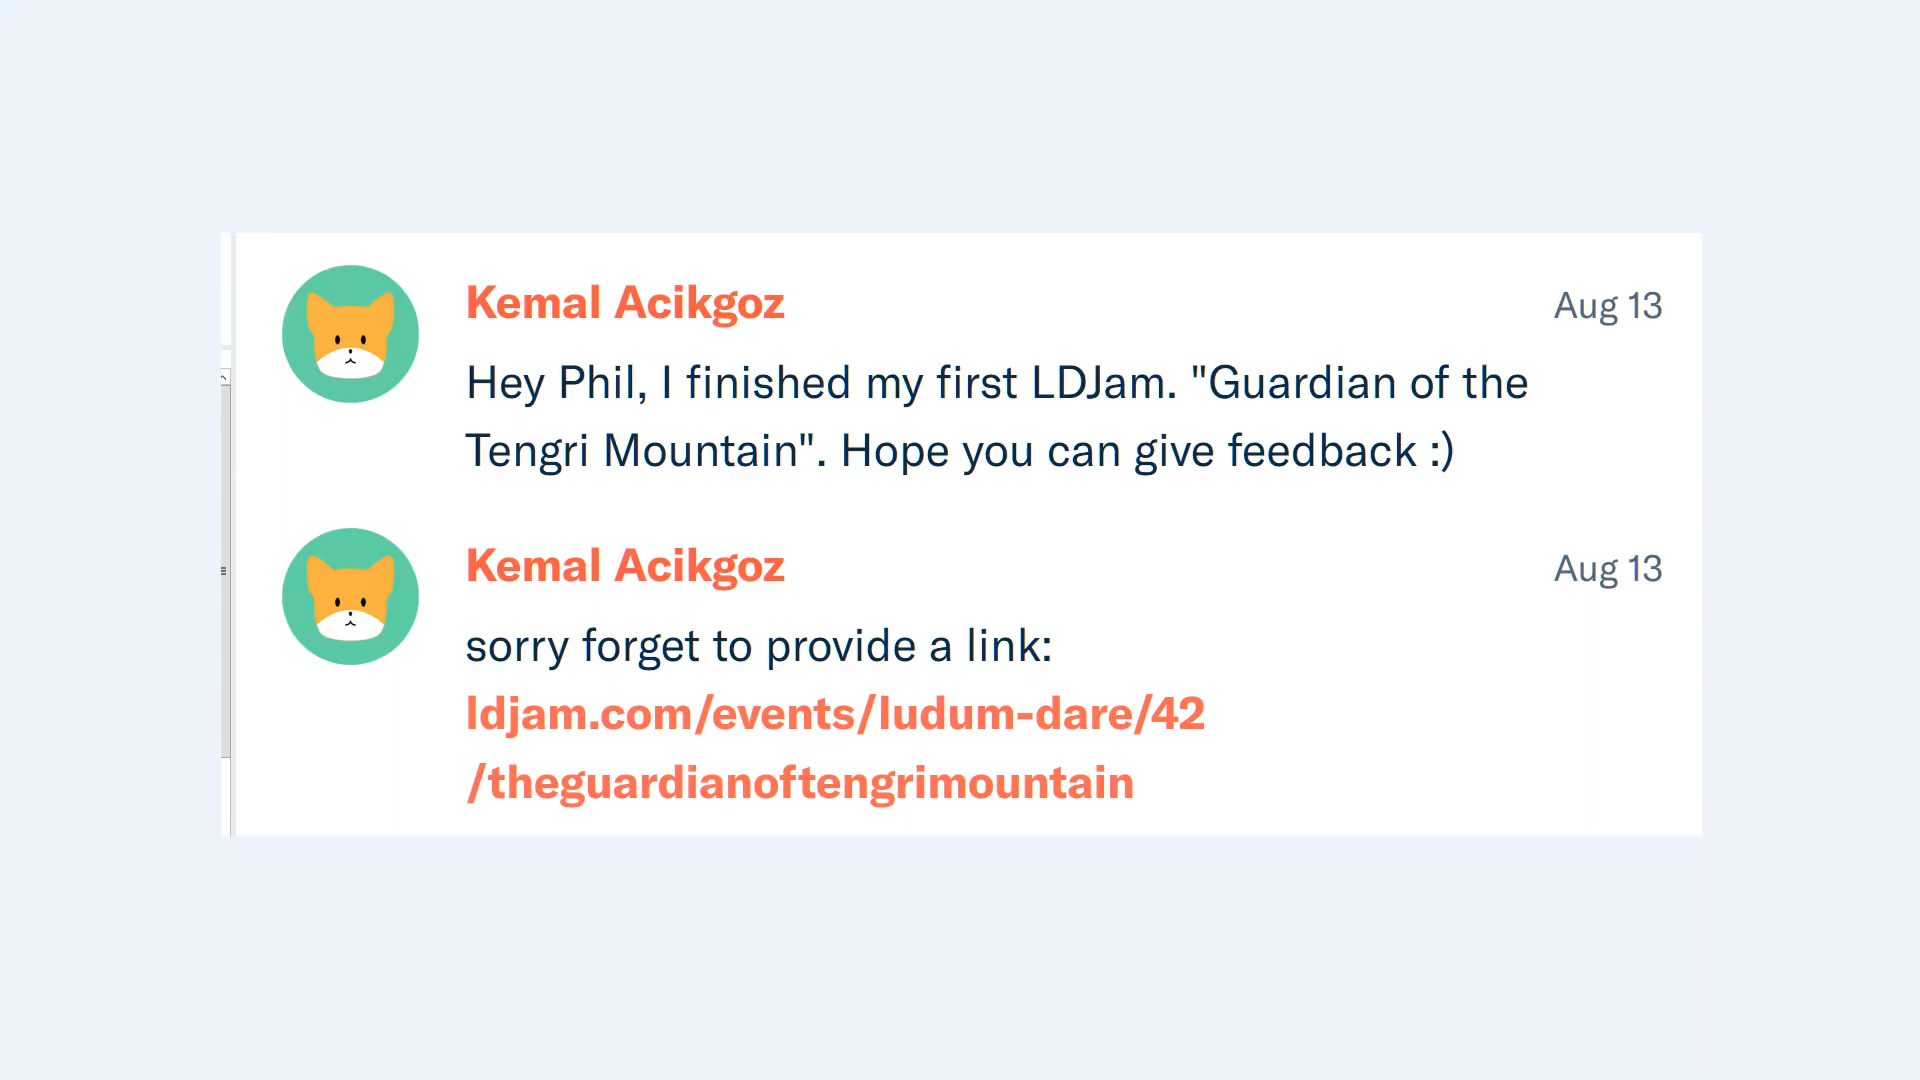 Kemal Acikgoz
Aug 13
Hey Phil, I finished my first LDJam. "Guardian of the
Tengri Mountain". Hope you can give feedback :)
Kemal Acikgoz
Aug 13
sorry forget to provide a link:
ldjam.com/events/ludum-dare/42
/theguardianoftengrimountain